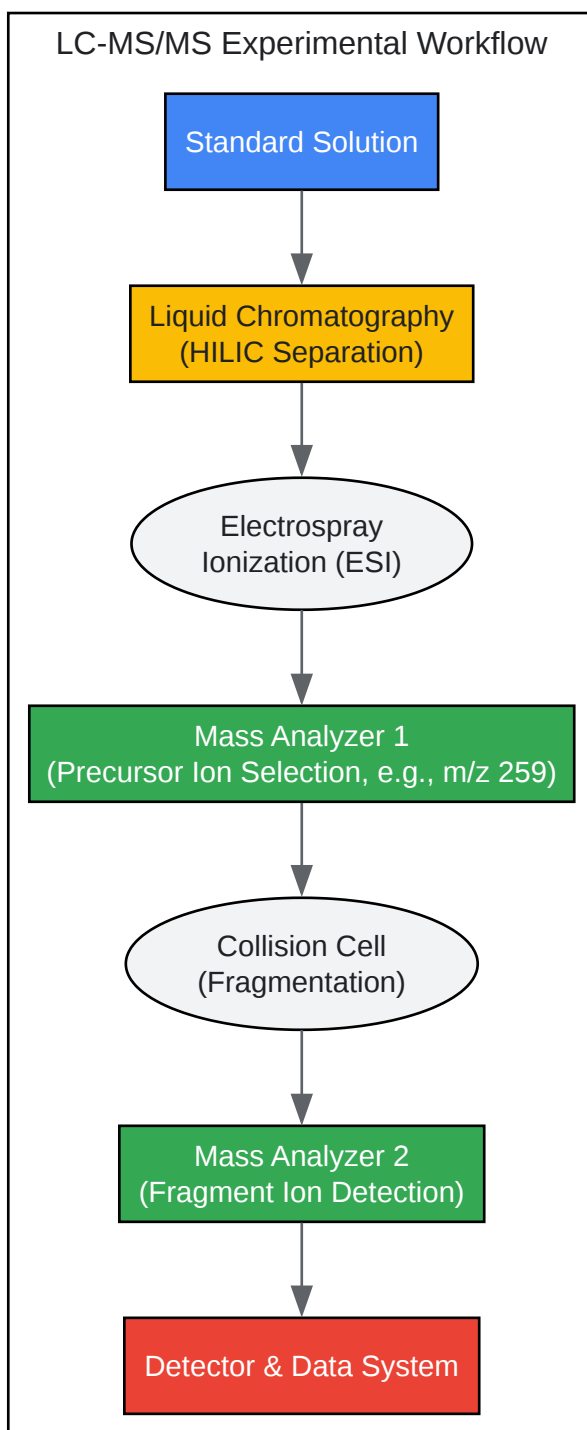 LC-MS/MS Experimental Workflow
Standard Solution
Liquid Chromatography
(HILIC Separation)
Electrospray
Ionization (ESI)
Mass Analyzer 1
(Precursor Ion Selection, e.g., m/z 259)
Collision Cell
(Fragmentation)
Mass Analyzer 2
(Fragment Ion Detection)
Detector & Data System